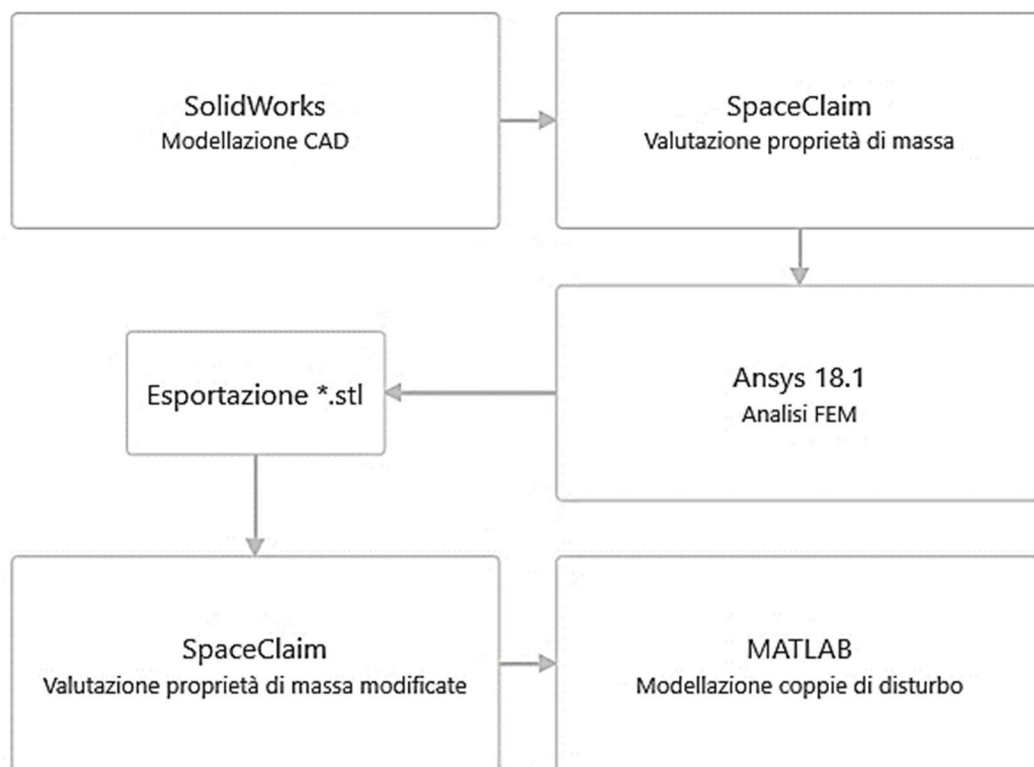 SolidWorks
Modellazione CAD
SpaceClaim
Valutazione proprietà di massa
Ansys 18.1
Analisi FEM
Esportazione *.stl
SpaceClaim
Valutazione proprietà di massa modificate
MATLAB
Modellazione coppie di disturbo